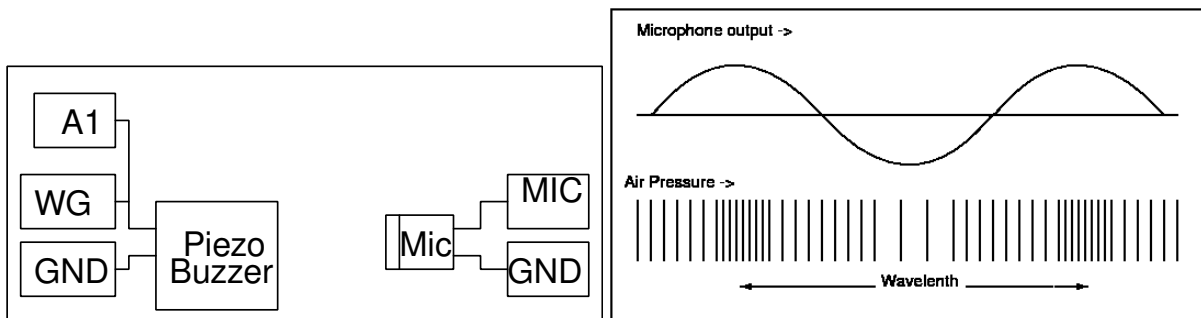 A1
WG
GND
Piezo
Buzzer
Mic
MIC
GND
Microphone output ->
Air Pressure ->
Wavelenth